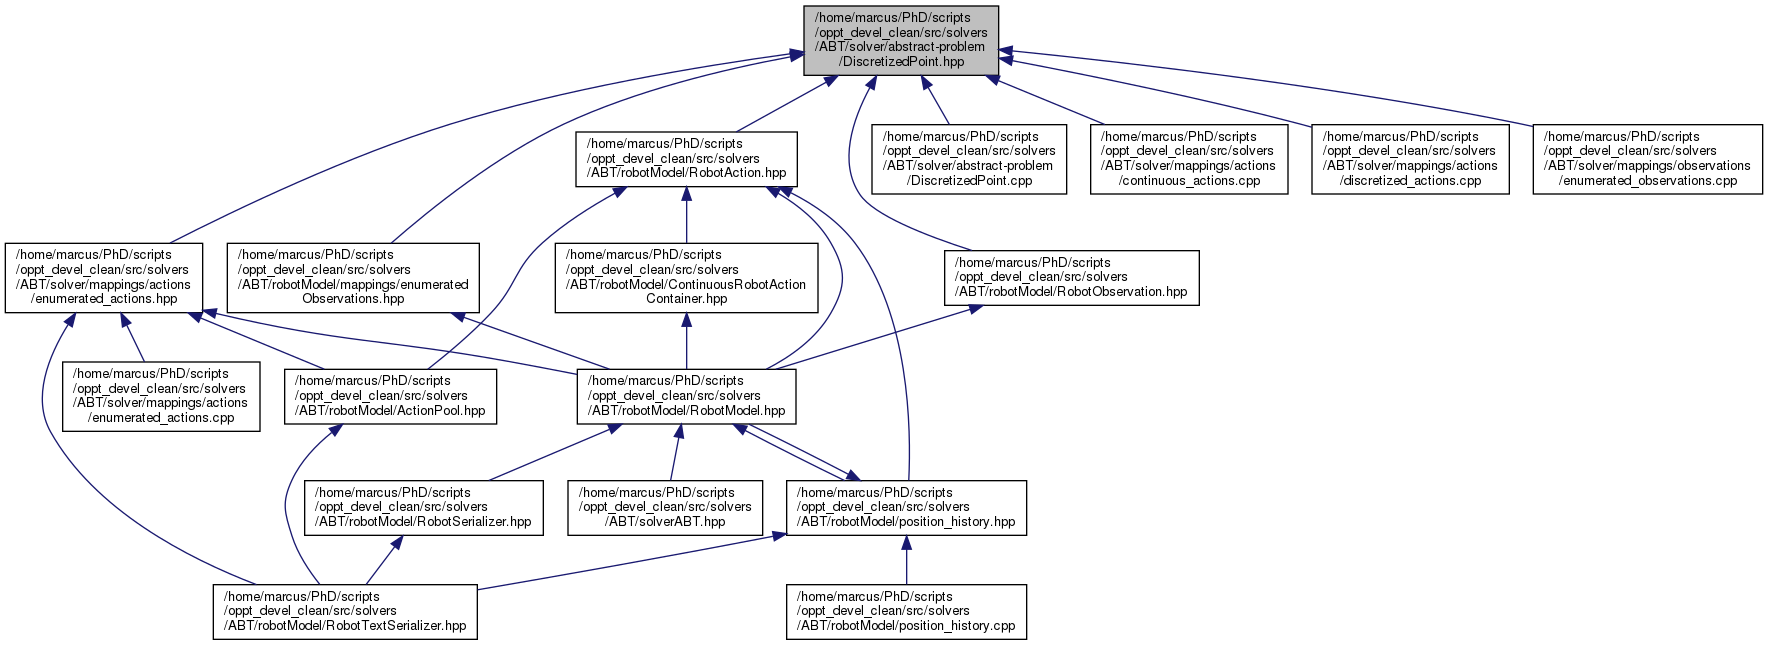 /home/marcus/PhD/scripts
/oppt_devel_clean/src/solvers
/ABT/solver/abstract-problem
/DiscretizedPoint.hpp
/home/marcus/PhD/scripts
/oppt_devel_clean/src/solvers
/ABT/robotModel/RobotAction.hpp
/home/marcus/PhD/scripts
/oppt_devel_clean/src/solvers
/ABT/solver/abstract-problem
/DiscretizedPoint.cpp
/home/marcus/PhD/scripts
/oppt_devel_clean/src/solvers
/ABT/solver/mappings/actions
/continuous_actions.cpp
/home/marcus/PhD/scripts
/oppt_devel_clean/src/solvers
/ABT/solver/mappings/actions
/discretized_actions.cpp
/home/marcus/PhD/scripts
/oppt_devel_clean/src/solvers
/ABT/solver/mappings/observations
/enumerated_observations.cpp
/home/marcus/PhD/scripts
/oppt_devel_clean/src/solvers
/ABT/solver/mappings/actions
/enumerated_actions.hpp
/home/marcus/PhD/scripts
/oppt_devel_clean/src/solvers
/ABT/robotModel/mappings/enumerated
Observations.hpp
/home/marcus/PhD/scripts
/oppt_devel_clean/src/solvers
/ABT/robotModel/ContinuousRobotAction
Container.hpp
/home/marcus/PhD/scripts
/oppt_devel_clean/src/solvers
/ABT/robotModel/RobotObservation.hpp
/home/marcus/PhD/scripts
/oppt_devel_clean/src/solvers
/ABT/solver/mappings/actions
/enumerated_actions.cpp
/home/marcus/PhD/scripts
/oppt_devel_clean/src/solvers
/ABT/robotModel/ActionPool.hpp
/home/marcus/PhD/scripts
/oppt_devel_clean/src/solvers
/ABT/robotModel/RobotModel.hpp
/home/marcus/PhD/scripts
/oppt_devel_clean/src/solvers
/ABT/robotModel/RobotSerializer.hpp
/home/marcus/PhD/scripts
/oppt_devel_clean/src/solvers
/ABT/solverABT.hpp
/home/marcus/PhD/scripts
/oppt_devel_clean/src/solvers
/ABT/robotModel/position_history.hpp
/home/marcus/PhD/scripts
/oppt_devel_clean/src/solvers
/ABT/robotModel/RobotTextSerializer.hpp
/home/marcus/PhD/scripts
/oppt_devel_clean/src/solvers
/ABT/robotModel/position_history.cpp